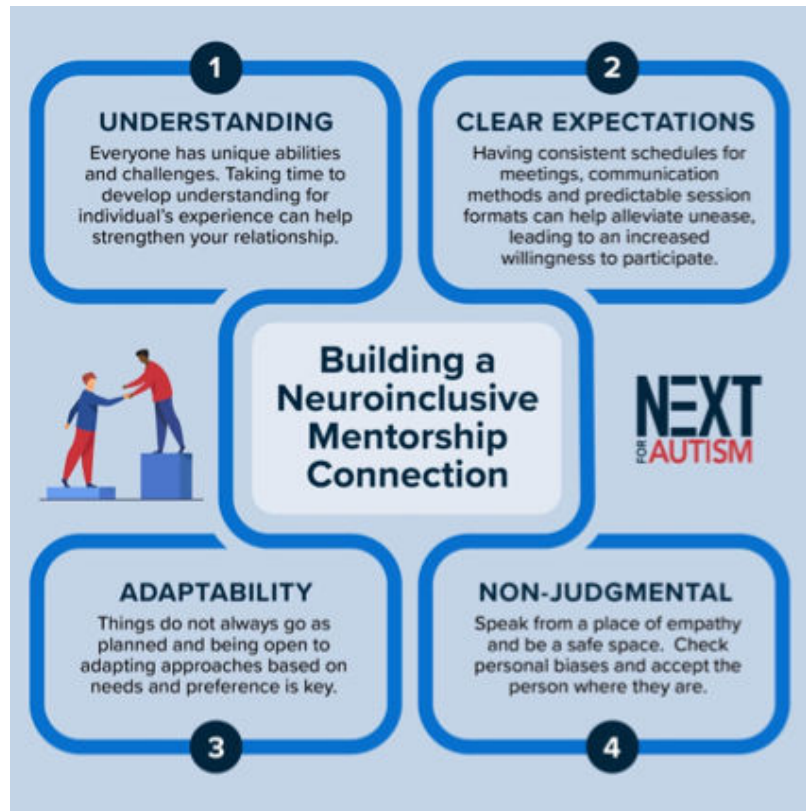 1
UNDERSTANDING
Everyone has unique abilities
and challenges. Taking time to
develop understanding for
individual's experience can help
strengthen your relationship.
2
CLEAR EXPECTATIONS
Having consistent schedules for
meetings, communication
methods and predictable session
formats can help alleviate unease,
leading to an increased
willingness to participate.
Building a
Neuroinclusive
Mentorship
Connection
NEXT
FOR AUTISM
ADAPTABILITY
Things do not always go as
planned and being open to
adapting approaches based on
needs and preference is key.
3
NON-JUDGMENTAL
Speak from a place of empathy
and be a safe space.  Check
personal biases and accept the
person where they are.
4